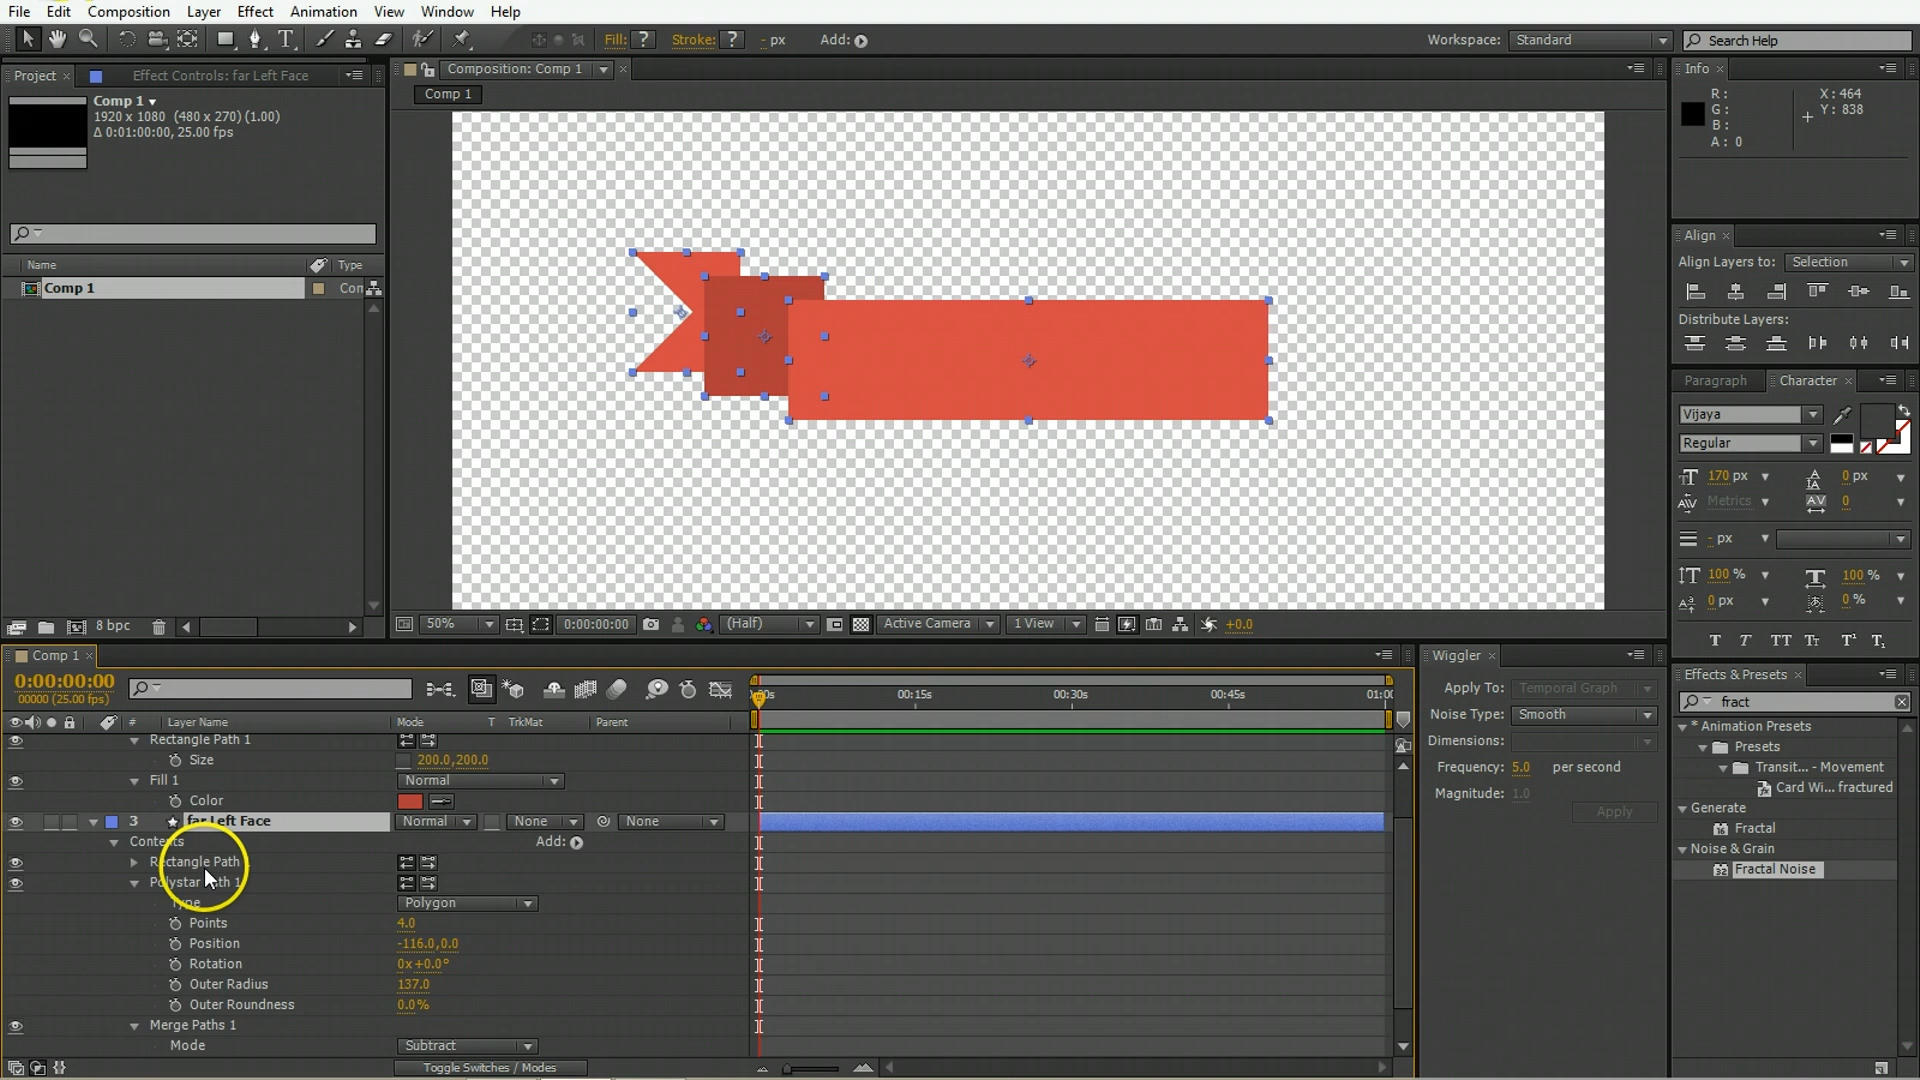 File Edit Composition Layer Effect Animation View Window Help
Fill: ? Stroke: ? - px Add:
Workspace: Standard Search Help
Project × Effect Controls: far Left Face
Comp 1
1920 x 1080 (480 x 270) (1.00)
Δ 0:01:00:00, 25.00 fps
Name Type
Comp 1 Con
8 bpc
Composition: Comp 1 ×
Comp 1
50% 0:00:00:00 (Half) Active Camera 1 View +0.0
Info ×
R: X: 464
G: Y: 838
B:
A: 0
Align ×
Align Layers to: Selection
Distribute Layers:
Paragraph Character ×
Vijaya
Regular
170 px 0 px
Metrics 0
- px
100 % 100 %
0 px 0 %
T T TT Tт T¹ T₁
Comp 1 ×
0:00:00:00
00000 (25.00 fps)
00:15s 00:30s 00:45s 01:00
# Layer Name Mode T TrkMat Parent
Rectangle Path 1
Size 200.0,200.0
Fill 1 Normal
Color
3 far Left Face Normal None None
Contents Add:
Rectangle Path
Polystar Path 1
Type Polygon
Points 4.0
Position -116.0,0.0
Rotation 0x+0.0°
Outer Radius 137.0
Outer Roundness 0.0%
Merge Paths 1
Mode Subtract
Toggle Switches / Modes
Wiggler ×
Apply To: Temporal Graph
Noise Type: Smooth
Dimensions:
Frequency: 5.0 per second
Magnitude: 1.0
Apply
Effects & Presets ×
fract
* Animation Presets
Presets
Transit... - Movement
Card Wi... fractured
Generate
Fractal
Noise & Grain
Fractal Noise